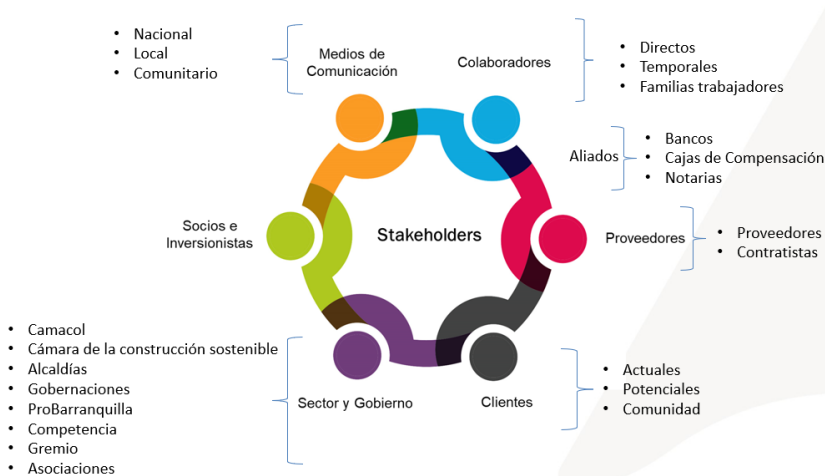 • Nacional
• Local
• Comunitario
Medios de
Comunicación
Colaboradores
• Directos
• Temporales
• Familias trabajadores
Aliados
• Bancos
• Cajas de Compensación
• Notarias
Socios e
Inversionistas
Stakeholders
Proveedores
• Proveedores
• Contratistas
• Camacol
• Cámara de la construcción sostenible
• Alcaldías
• Gobernaciones
• ProBarranquilla
• Competencia
• Gremio
• Asociaciones
Sector y Gobierno
Clientes
• Actuales
• Potenciales
• Comunidad